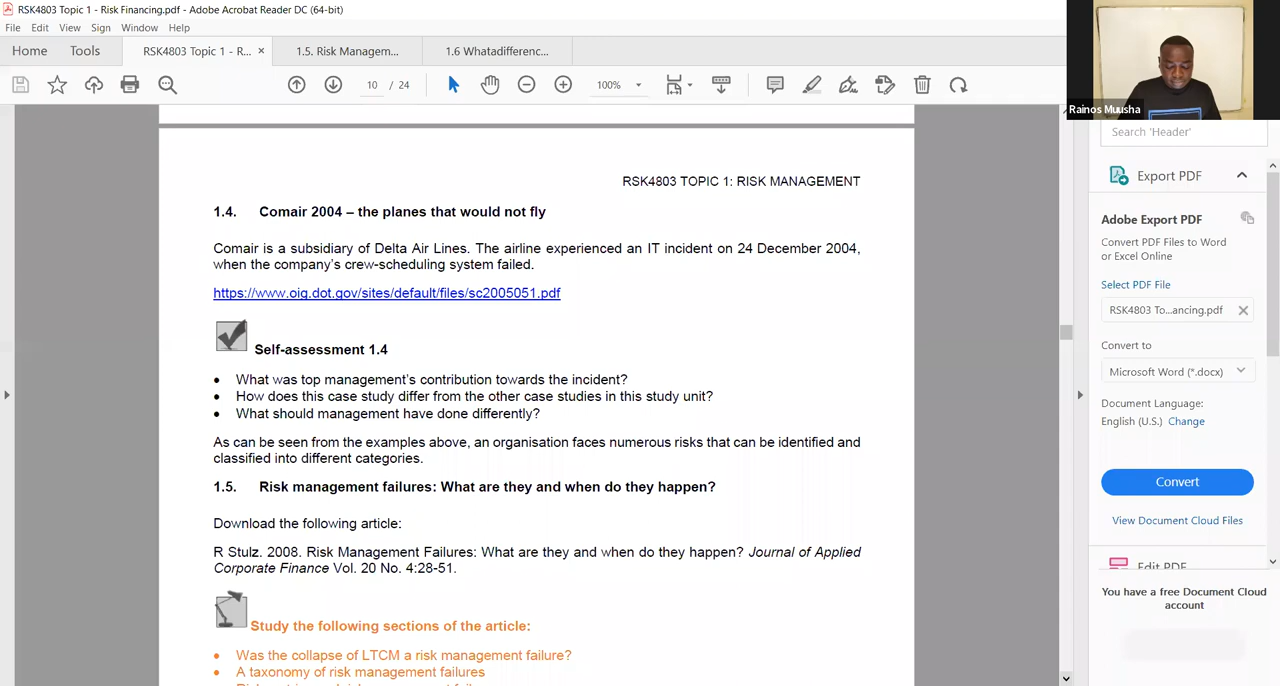 RSK4803 Topic 1 - Risk Financing.pdf - Adobe Acrobat Reader DC (64-bit)
File Edit View Sign Window Help
Home Tools RSK4803 Topic 1 - R... × 1.5. Risk Managem... 1.6 Whatadifferenc...
10 / 24 100%
Rainos Muusha
Search 'Header'
RSK4803 TOPIC 1: RISK MANAGEMENT
1.4. Comair 2004 – the planes that would not fly
Comair is a subsidiary of Delta Air Lines. The airline experienced an IT incident on 24 December 2004,
when the company's crew-scheduling system failed.
https://www.oig.dot.gov/sites/default/files/sc2005051.pdf
Self-assessment 1.4
• What was top management's contribution towards the incident?
• How does this case study differ from the other case studies in this study unit?
• What should management have done differently?
As can be seen from the examples above, an organisation faces numerous risks that can be identified and
classified into different categories.
1.5. Risk management failures: What are they and when do they happen?
Download the following article:
R Stulz. 2008. Risk Management Failures: What are they and when do they happen? Journal of Applied
Corporate Finance Vol. 20 No. 4:28-51.
Study the following sections of the article:
• Was the collapse of LTCM a risk management failure?
• A taxonomy of risk management failures
Export PDF
Adobe Export PDF
Convert PDF Files to Word
or Excel Online
Select PDF File
RSK4803 To...ancing.pdf
Convert to
Microsoft Word (*.docx)
Document Language:
English (U.S.) Change
Convert
View Document Cloud Files
Edit PDF
You have a free Document Cloud
account